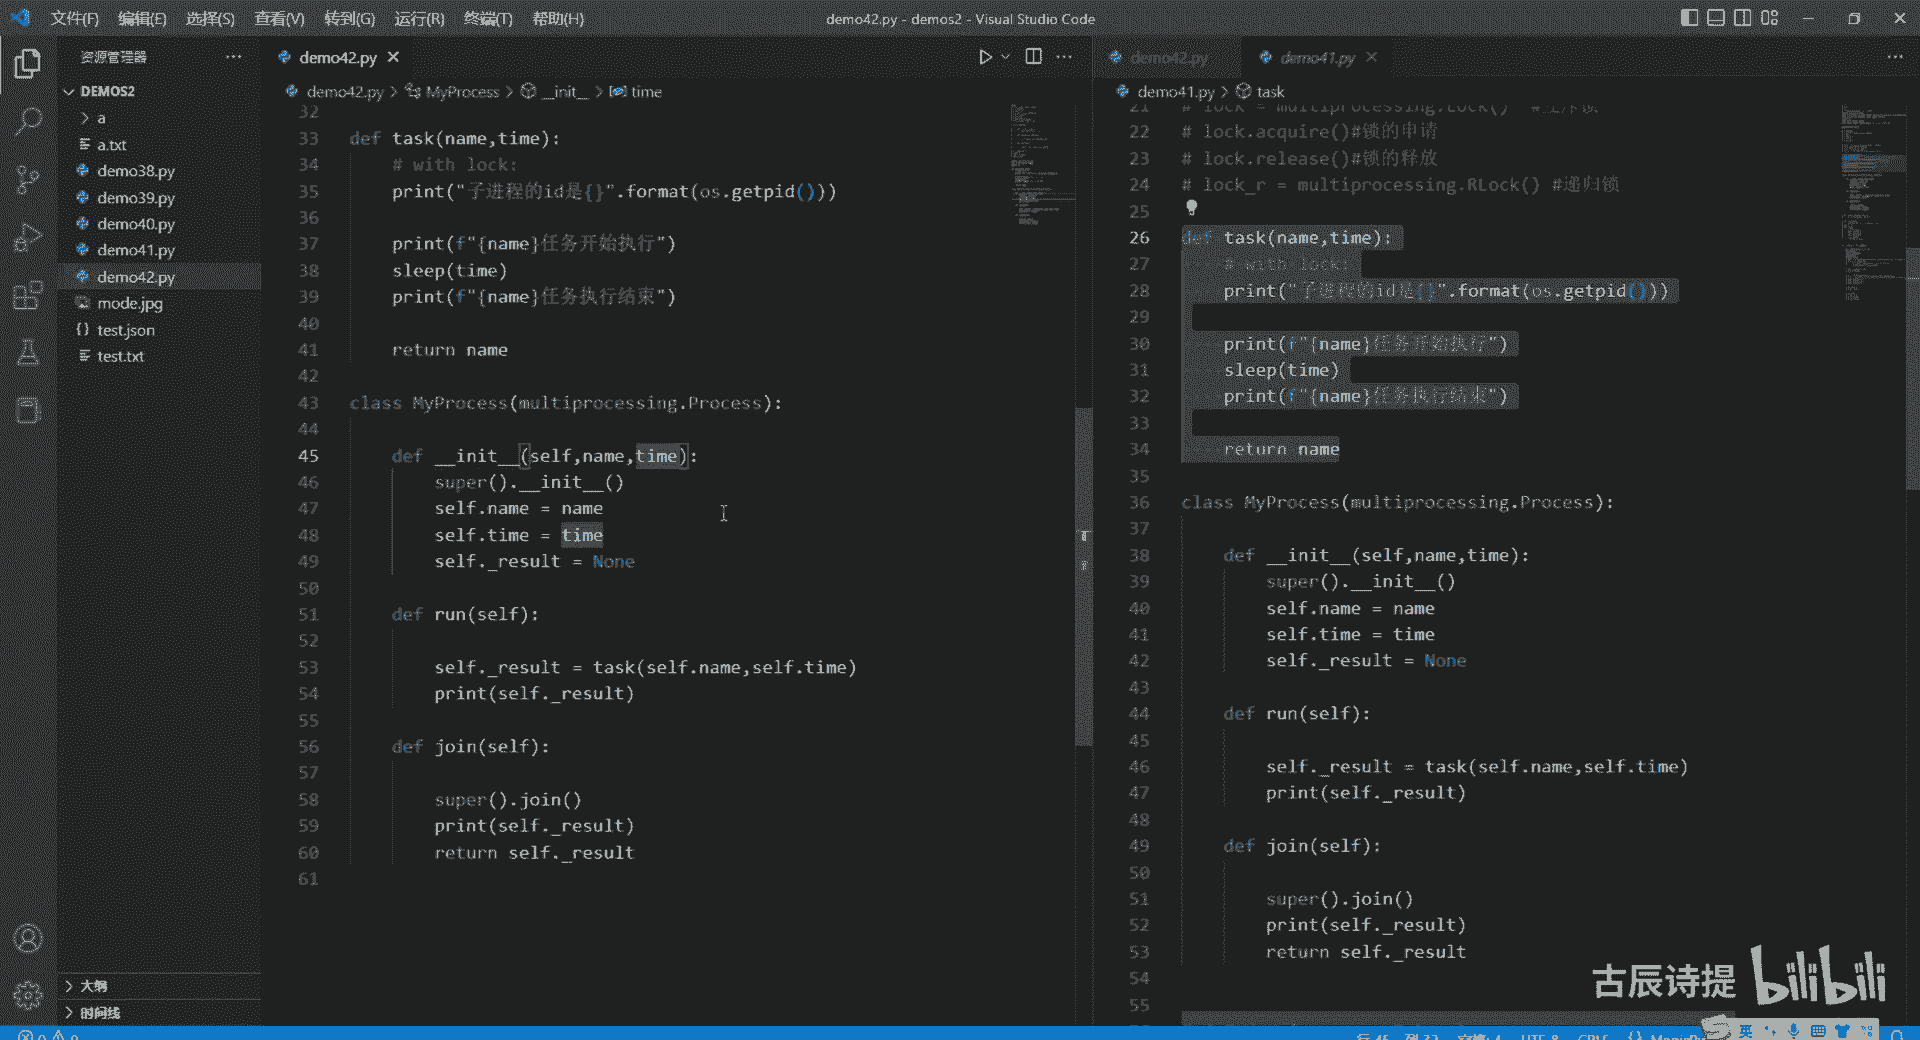 文件(F) 编辑(E) 选择(S) 查看(V) 转到(G) 运行(R) 终端(T) 帮助(H)
demo42.py - demos2 - Visual Studio Code
资源管理器
DEMOS2
a
a.txt
demo38.py
demo39.py
demo40.py
demo41.py
demo42.py
mode.jpg
test.json
test.txt
大纲
时间线
demo42.py
demo42.py > MyProcess > __init__ > time
32
33 def task(name,time):
34 # with lock:
35 print("子进程的id是{}".format(os.getpid()))
36
37 print(f"{name}任务开始执行")
38 sleep(time)
39 print(f"{name}任务执行结束")
40
41 return name
42
43 class MyProcess(multiprocessing.Process):
44
45 def __init__(self,name,time):
46 super().__init__()
47 self.name = name
48 self.time = time
49 self._result = None
50
51 def run(self):
52
53 self._result = task(self.name,self.time)
54 print(self._result)
55
56 def join(self):
57
58 super().join()
59 print(self._result)
60 return self._result
61
demo42.py demo41.py
demo41.py > task
21 # lock = multiprocessing.Lock()
22 # lock.acquire()#锁的申请
23 # lock.release()#锁的释放
24 # lock_r = multiprocessing.RLock() #递归锁
25
26 def task(name,time):
27 # with lock:
28 print("子进程的id是{}".format(os.getpid()))
29
30 print(f"{name}任务开始执行")
31 sleep(time)
32 print(f"{name}任务执行结束")
33
34 return name
35
36 class MyProcess(multiprocessing.Process):
37
38 def __init__(self,name,time):
39 super().__init__()
40 self.name = name
41 self.time = time
42 self._result = None
43
44 def run(self):
45
46 self._result = task(self.name,self.time)
47 print(self._result)
48
49 def join(self):
50
51 super().join()
52 print(self._result)
53 return self._result
54
55
古辰诗提 bilibili
英